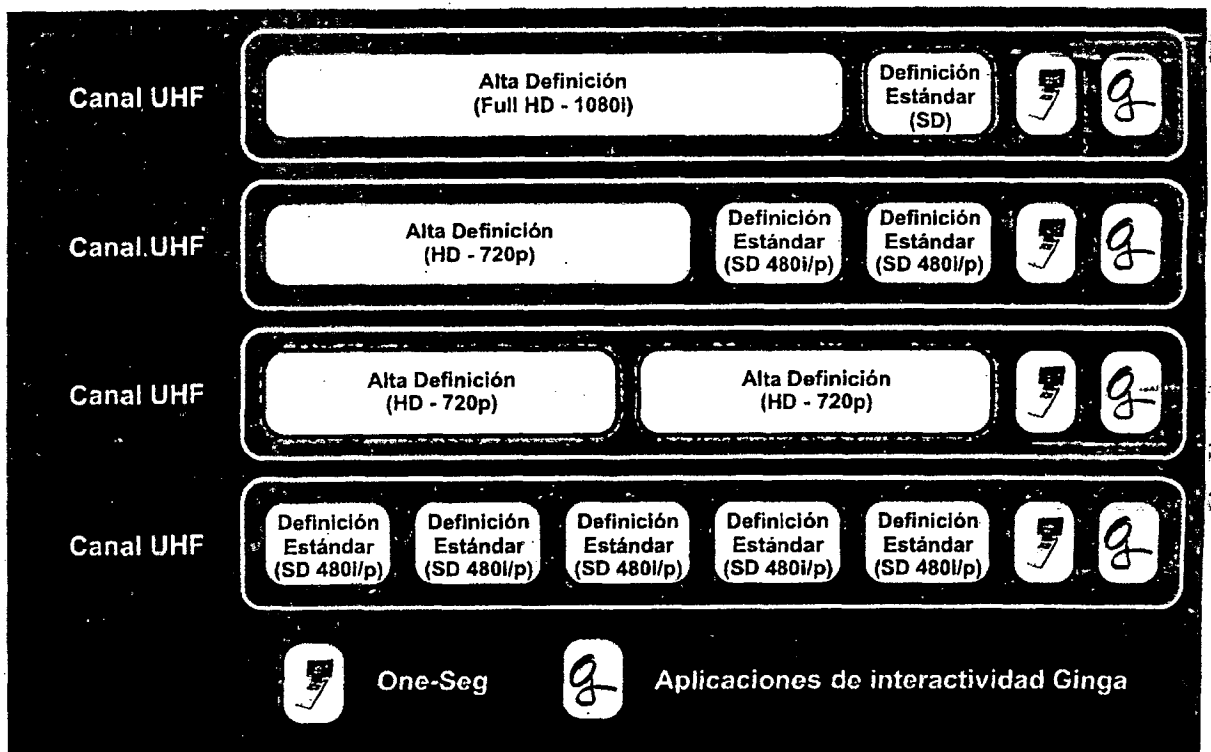 Canal UHF
Alta Definición
(Full HD - 1080i)
Definición
Estándar
(SD)
g
Canal UHF
Alta Definición
(HD - 720p)
Definición
Estándar
(SD 480i/p)
Definición
Estándar
(SD 480i/p)
g
Canal UHF
Alta Definición
(HD - 720p)
Alta Definición
(HD - 720p)
g
Canal UHF
Definición
Estándar
(SD 480i/p)
Definición
Estándar
(SD 480i/p)
Definición
Estándar
(SD 480i/p)
Definición
Estándar
(SD 480i/p)
Definición
Estándar
(SD 480i/p)
g
One-Seg
g
Aplicaciones de interactividad Ginga